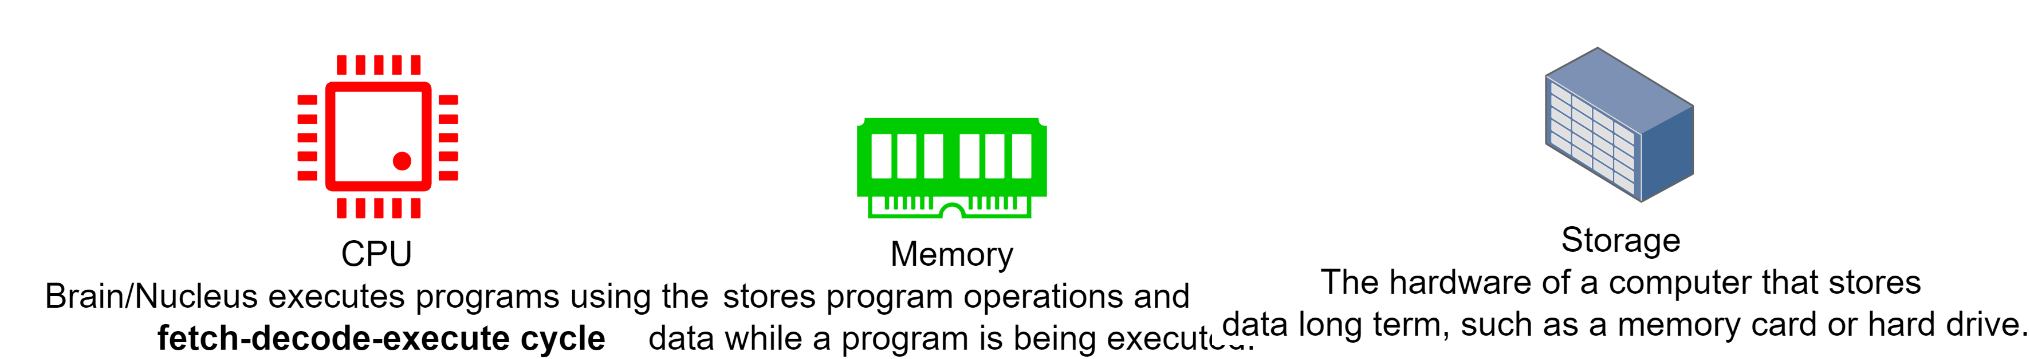 CPU
Brain/Nucleus executes programs using the
fetch-decode-execute cycle
Memory
stores program operations and
data while a program is being executed.
Storage
The hardware of a computer that stores
data long term, such as a memory card or hard drive.